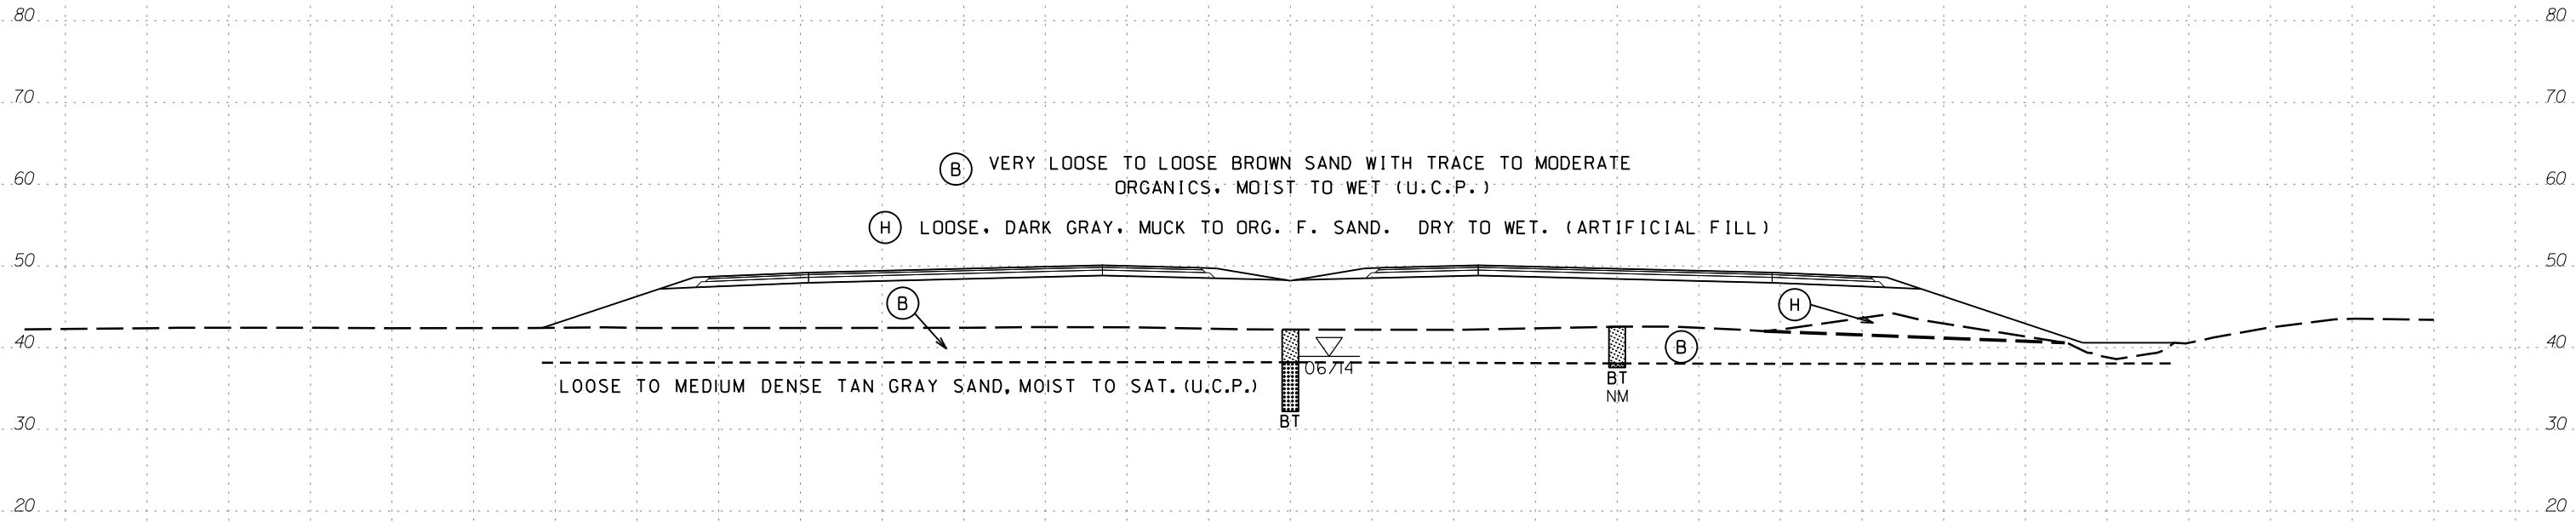 80 80
70 70
B VERY LOOSE TO LOOSE BROWN SAND WITH TRACE TO MODERATE
60 ORGANICS, MOIST TO WET (U.C.P.) 60
H LOOSE, DARK GRAY, MUCK TO ORG. F. SAND. DRY TO WET. (ARTIFICIAL FILL)
50 50
B H
40 B 40
06/14
LOOSE TO MEDIUM DENSE TAN GRAY SAND, MOIST TO SAT. (U.C.P.)
BT
NM
30 BT 30
20 20